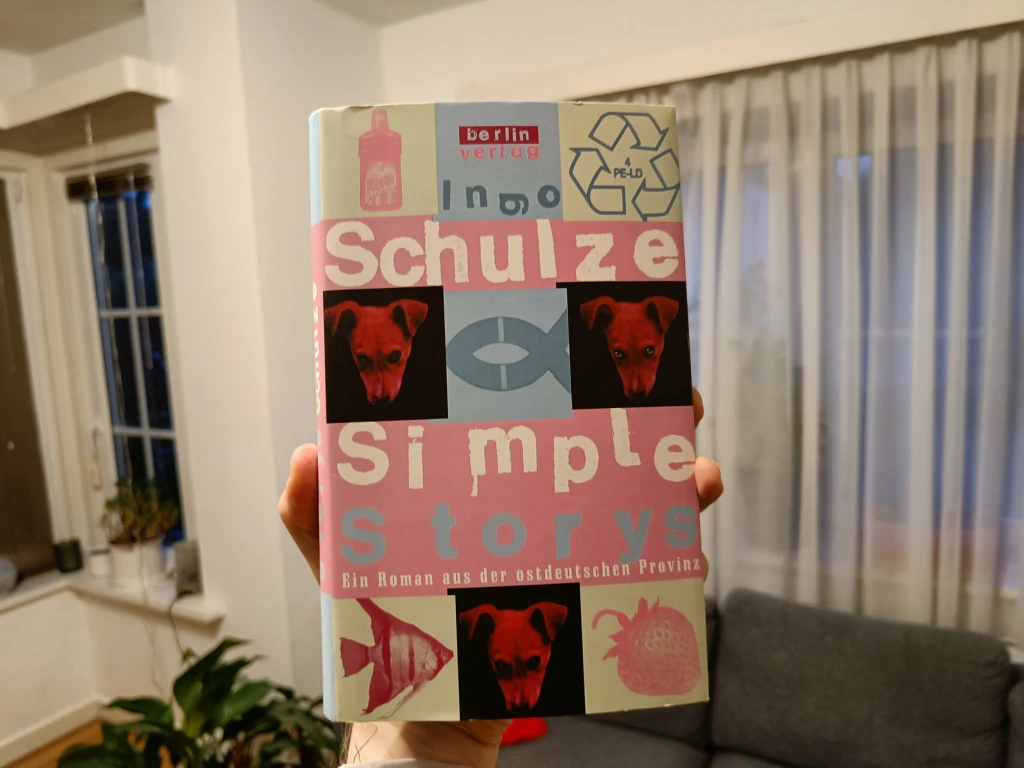 berlin
verlag
Ingo
4
PE-LD
Schulze
Simple
Storys
Ein Roman aus der ostdeutschen Provinz